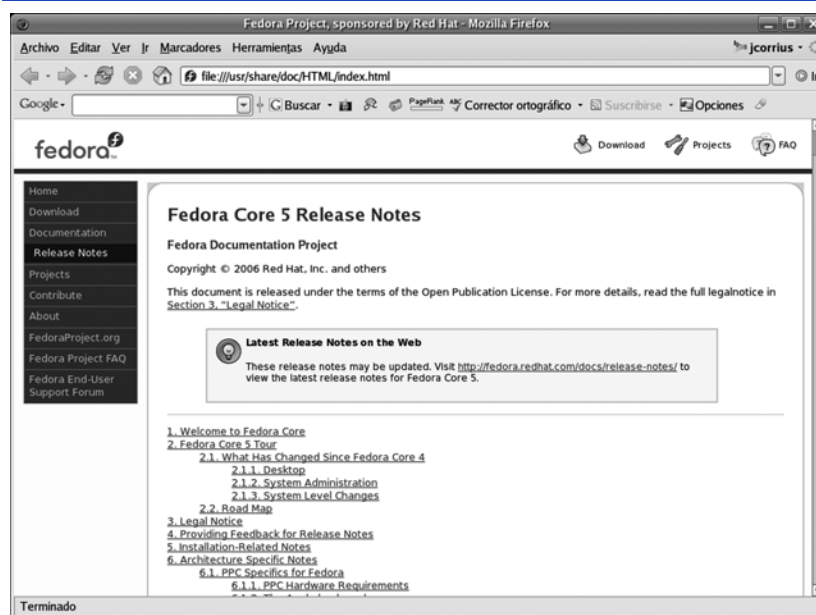 Fedora Project, sponsored by Red Hat - Mozilla Firefox
Archivo Editar Ver Ir Marcadores Herramientas Ayuda
jcorrius
file:///usr/share/doc/HTML/index.html
Google
Buscar
PageRank
Corrector ortográfico
Suscribirse
Opciones
fedora
Download
Projects
FAQ
Home
Download
Documentation
Release Notes
Projects
Contribute
About
FedoraProject.org
Fedora Project FAQ
Fedora End-User
Support Forum
Fedora Core 5 Release Notes
Fedora Documentation Project
Copyright © 2006 Red Hat, Inc. and others
This document is released under the terms of the Open Publication License. For more details, read the full legalnotice in
Section 3, “Legal Notice”.
Latest Release Notes on the Web
These release notes may be updated. Visit http://fedora.redhat.com/docs/release-notes/ to
view the latest release notes for Fedora Core 5.
1. Welcome to Fedora Core
2. Fedora Core 5 Tour
2.1. What Has Changed Since Fedora Core 4
2.1.1. Desktop
2.1.2. System Administration
2.1.3. System Level Changes
2.2. Road Map
3. Legal Notice
4. Providing Feedback for Release Notes
5. Installation-Related Notes
6. Architecture Specific Notes
6.1. PPC Specifics for Fedora
6.1.1. PPC Hardware Requirements
Terminado